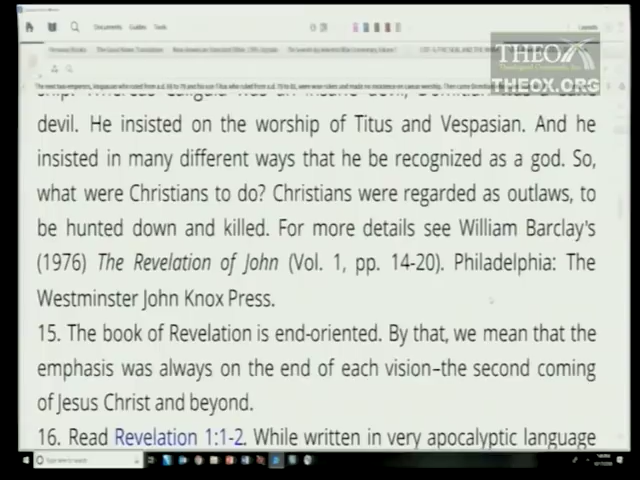 Documents Guides Tools
Layouts
THEOX
THEOX.ORG
devil. He insisted on the worship of Titus and Vespasian. And he
insisted in many different ways that he be recognized as a god. So,
what were Christians to do? Christians were regarded as outlaws, to
be hunted down and killed. For more details see William Barclay's
(1976) The Revelation of John (Vol. 1, pp. 14-20). Philadelphia: The
Westminster John Knox Press.
15. The book of Revelation is end-oriented. By that, we mean that the
emphasis was always on the end of each vision–the second coming
of Jesus Christ and beyond.
16. Read Revelation 1:1-2. While written in very apocalyptic language